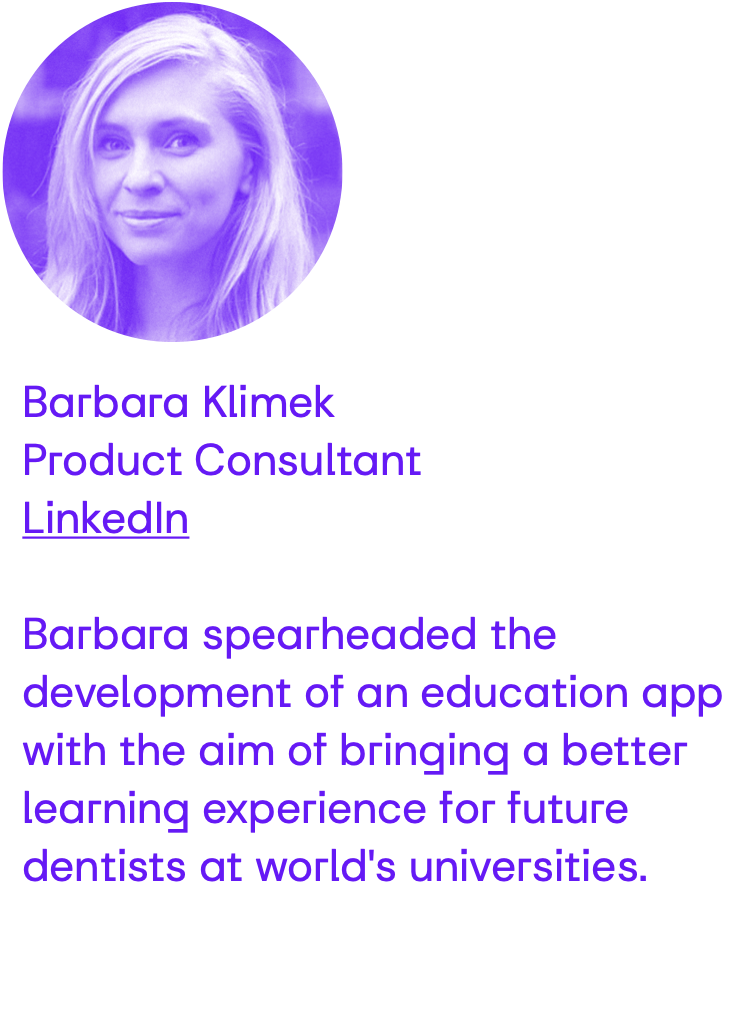 Barbara Klimek
Product Consultant
LinkedIn
Barbara spearheaded the
development of an education app
with the aim of bringing a better
learning experience for future
dentists at world's universities.